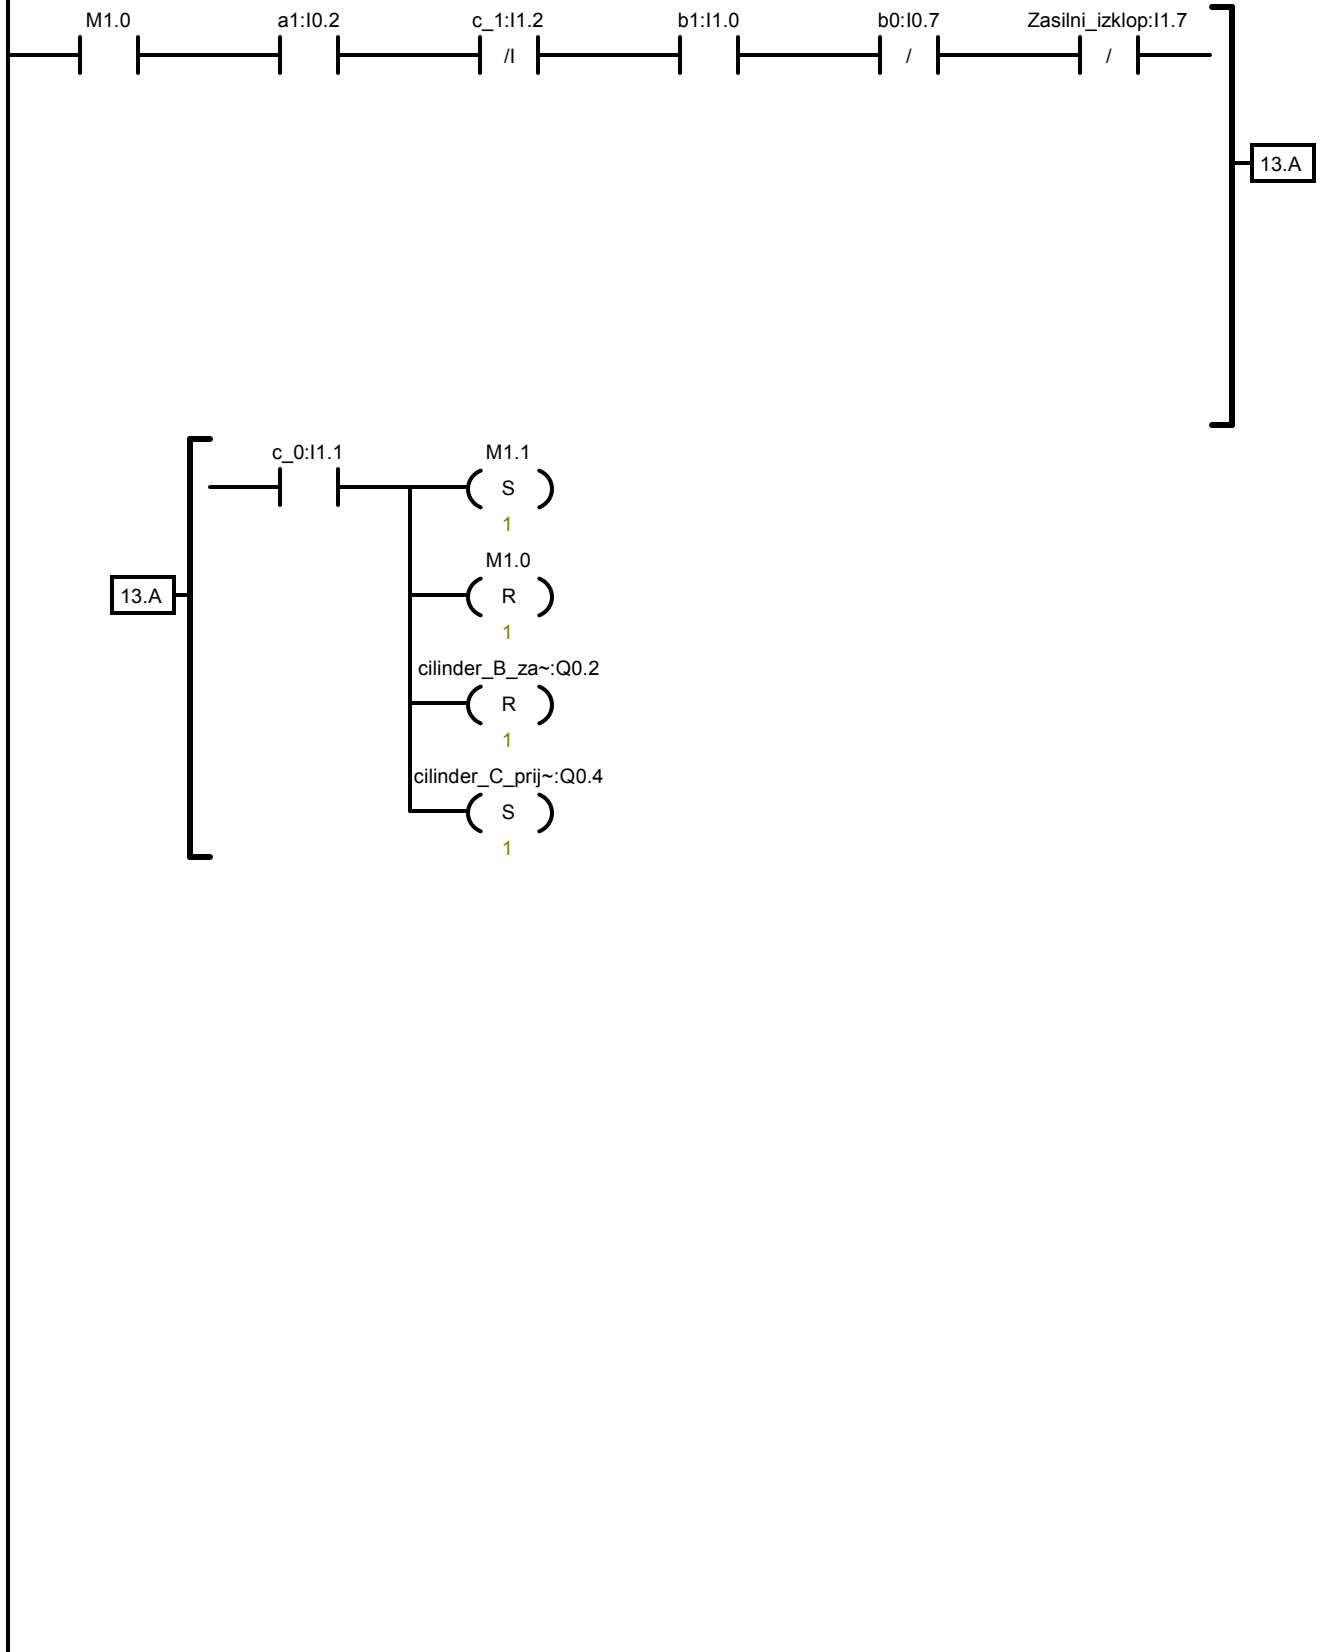 M1.0 a1:I0.2 c_1:I1.2 b1:I1.0 b0:I0.7 Zasilni_izklop:I1.7
/I / /
13.A
c_0:I1.1 M1.1
S
1
M1.0
13.A R
1
cilinder_B_za~:Q0.2
R
1
cilinder_C_prij~:Q0.4
S
1